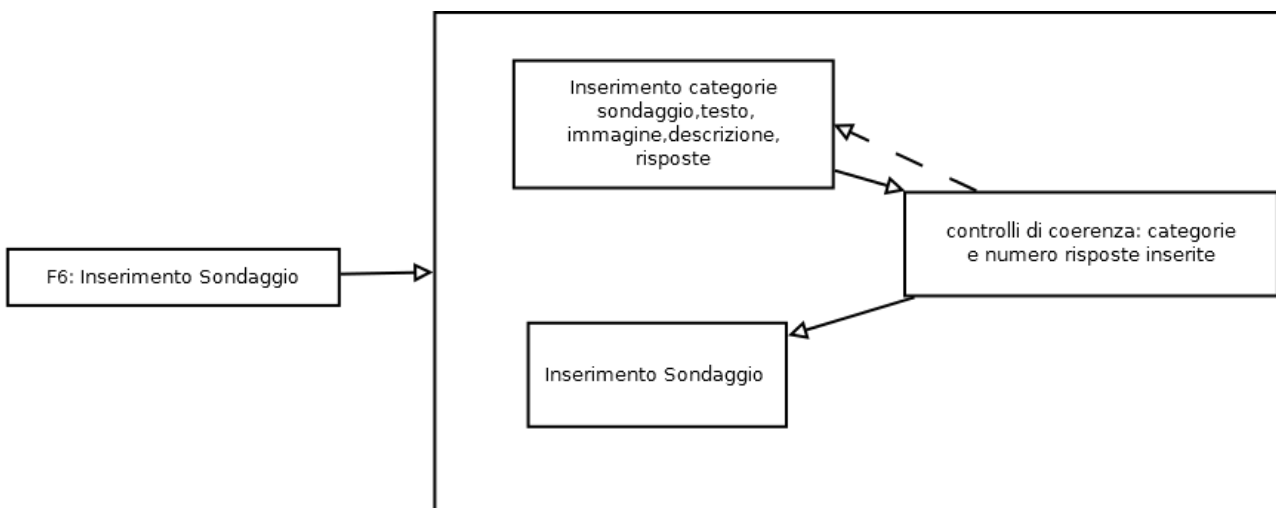 Inserimento categorie
sondaggio,testo,
immagine,descrizione,
risposte
controlli di coerenza: categorie
e numero risposte inserite
F6: Inserimento Sondaggio
Inserimento Sondaggio